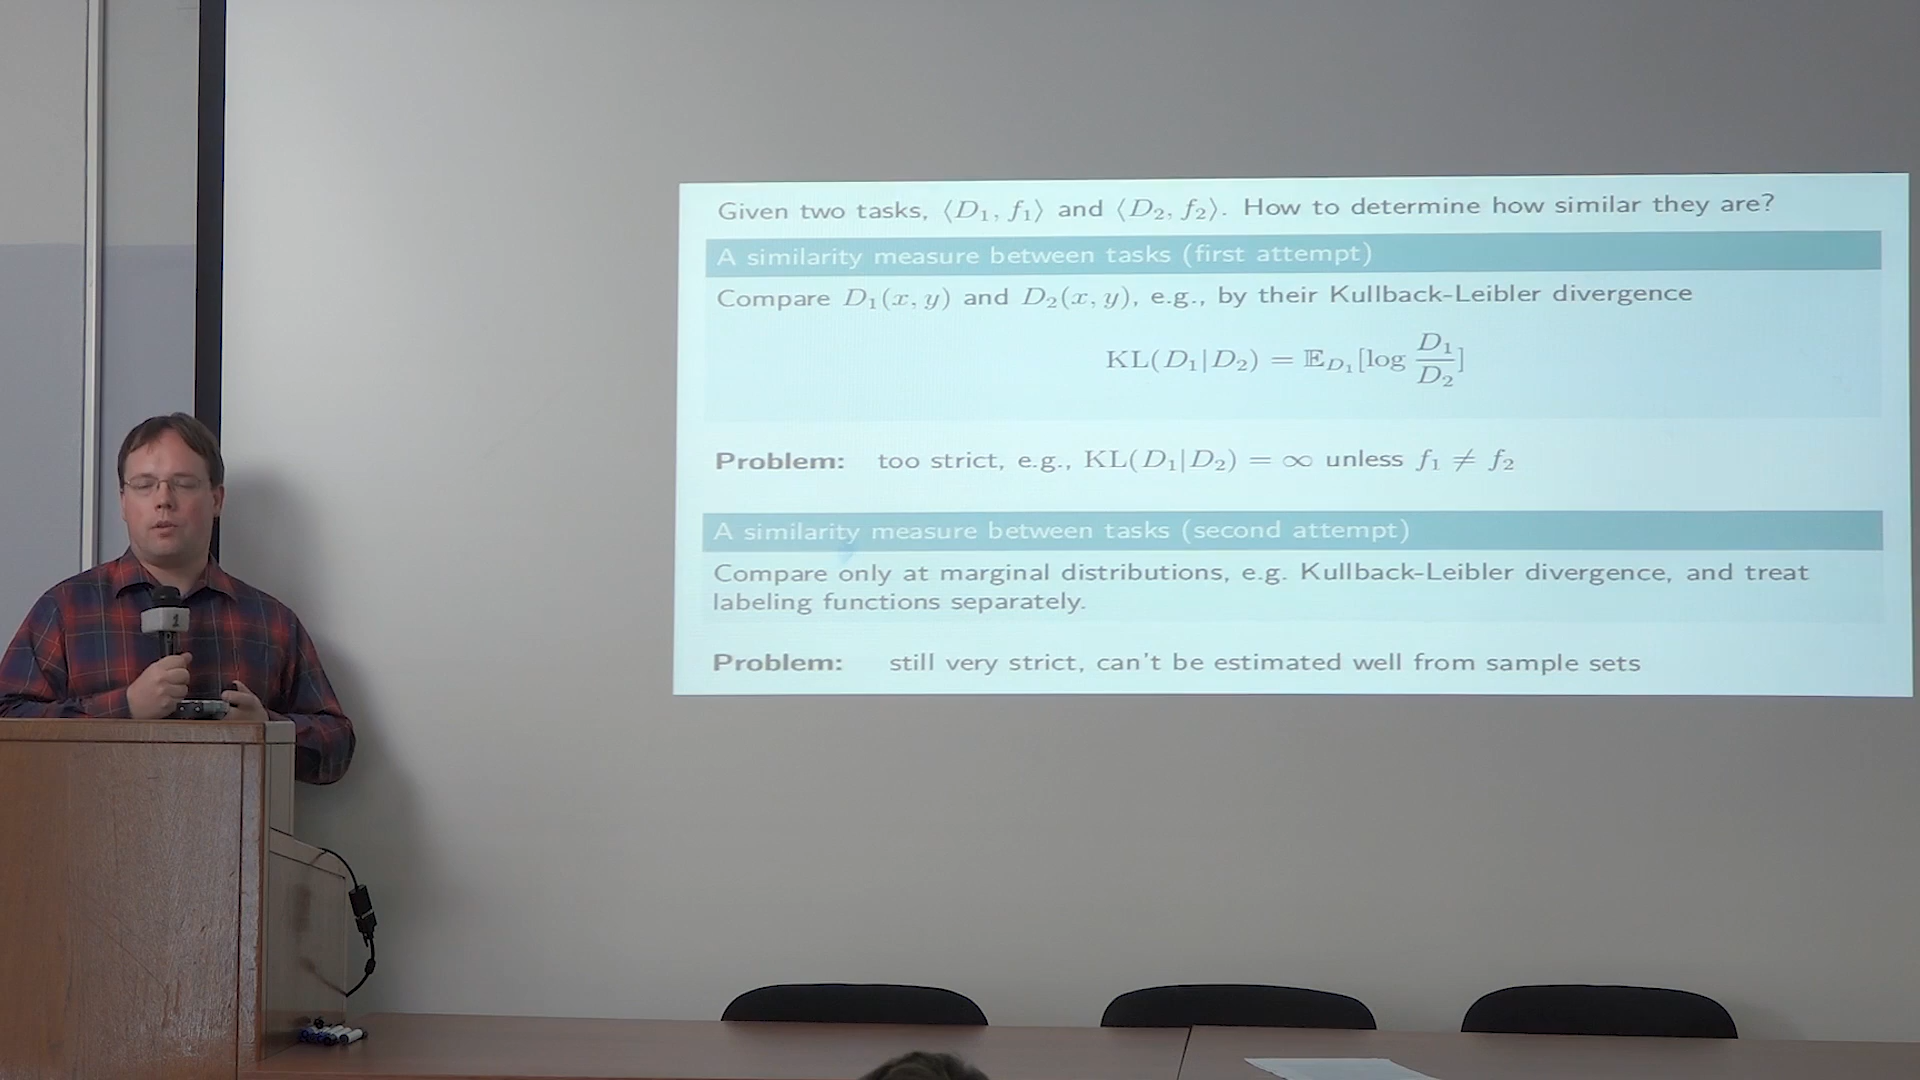 Given two tasks, ⟨D₁, f₁⟩ and ⟨D₂, f₂⟩. How to determine how similar they are?
A similarity measure between tasks (first attempt)
Compare D₁(x, y) and D₂(x, y), e.g., by their Kullback-Leibler divergence
KL(D₁|D₂) = 𝔼_D₁[log D₁/D₂]
Problem: too strict, e.g., KL(D₁|D₂) = ∞ unless f₁ ≠ f₂
A similarity measure between tasks (second attempt)
Compare only at marginal distributions, e.g. Kullback-Leibler divergence, and treat
labeling functions separately.
Problem: still very strict, can't be estimated well from sample sets
1